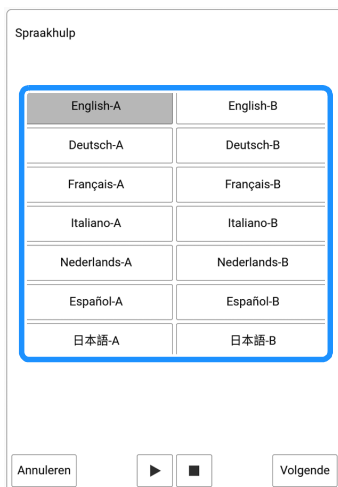 Spraakhulp
English-A English-B
Deutsch-A Deutsch-B
Français-A Français-B
Italiano-A Italiano-B
Nederlands-A Nederlands-B
Español-A Español-B
日本語-A 日本語-B
Annuleren Volgende